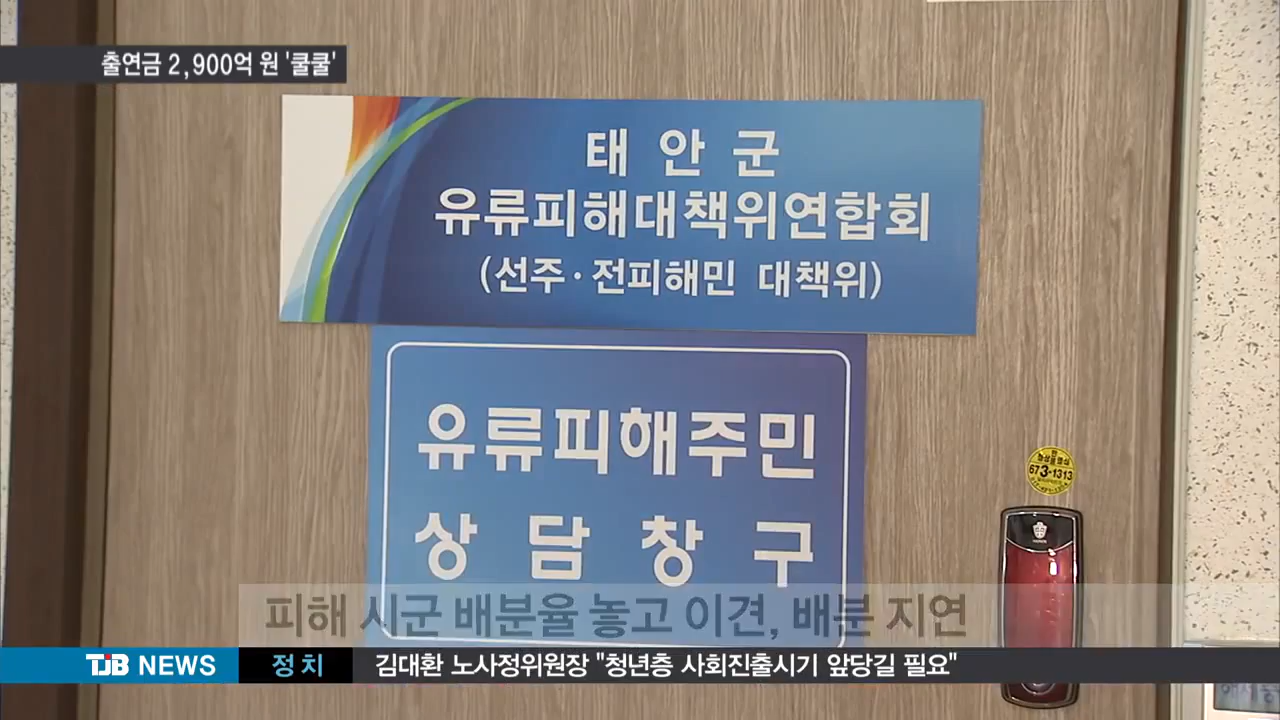 출연금 2,900억 원 '쿨쿨'
태 안 군
유류피해대책위연합회
(선주·전피해민 대책위)
유류피해주민
상 담 창 구
673-1313
피해 시군 배분율 놓고 이견, 배분 지연
TJB NEWS 정치 김대환 노사정위원장 "청년층 사회진출시기 앞당길 필요"